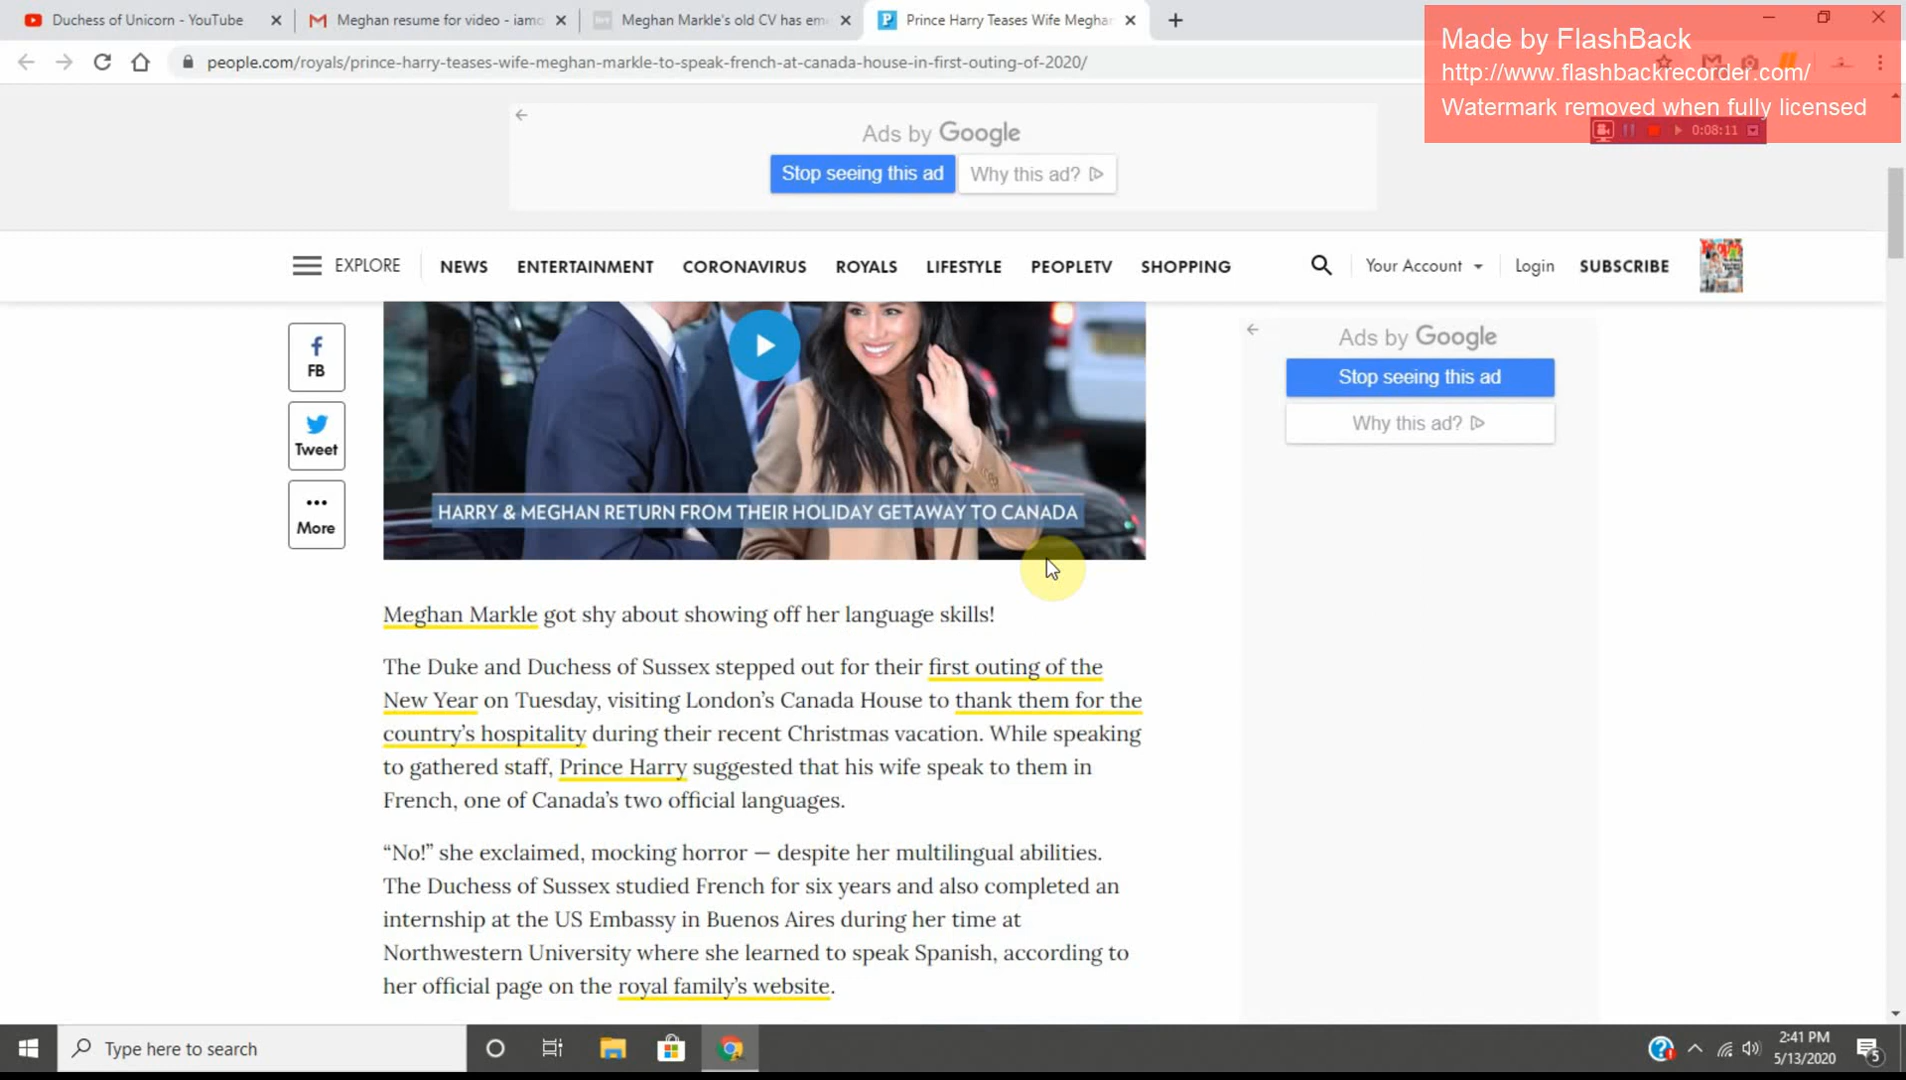 Duchess of Unicorn - YouTube
Meghan resume for video - iamo
Meghan Markle's old CV has em
Prince Harry Teases Wife Megha
people.com/royals/prince-harry-teases-wife-meghan-markle-to-speak-french-at-canada-house-in-first-outing-of-2020/
Made by FlashBack
http://www.flashbackrecorder.com/
Watermark removed when fully licensed
0:08:11
Ads by Google
Stop seeing this ad
Why this ad?
EXPLORE
NEWS
ENTERTAINMENT
CORONAVIRUS
ROYALS
LIFESTYLE
PEOPLETV
SHOPPING
Your Account
Login
SUBSCRIBE
FB
Tweet
More
HARRY & MEGHAN RETURN FROM THEIR HOLIDAY GETAWAY TO CANADA
Ads by Google
Stop seeing this ad
Why this ad?
Meghan Markle got shy about showing off her language skills!
The Duke and Duchess of Sussex stepped out for their first outing of the
New Year on Tuesday, visiting London’s Canada House to thank them for the
country’s hospitality during their recent Christmas vacation. While speaking
to gathered staff, Prince Harry suggested that his wife speak to them in
French, one of Canada’s two official languages.
“No!” she exclaimed, mocking horror — despite her multilingual abilities.
The Duchess of Sussex studied French for six years and also completed an
internship at the US Embassy in Buenos Aires during her time at
Northwestern University where she learned to speak Spanish, according to
her official page on the royal family’s website.
Type here to search
2:41 PM
5/13/2020
5